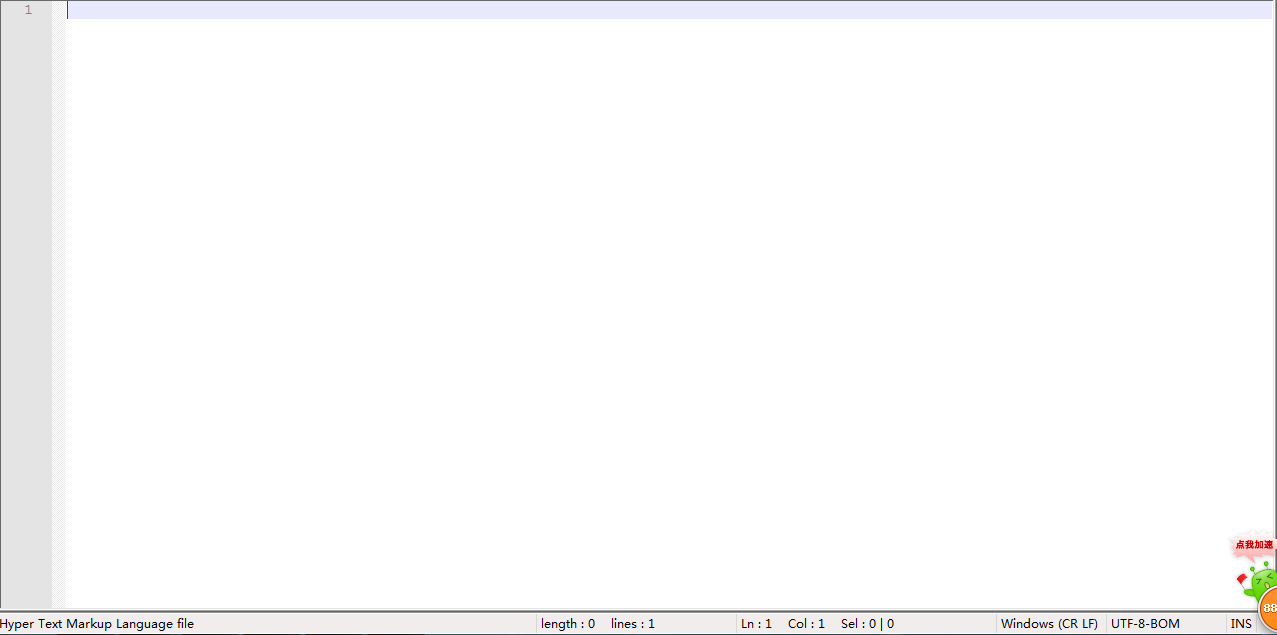 1
点我加速
88
Hyper Text Markup Language file length : 0 lines : 1 Ln : 1 Col : 1 Sel : 0 | 0 Windows (CR LF) UTF-8-BOM INS